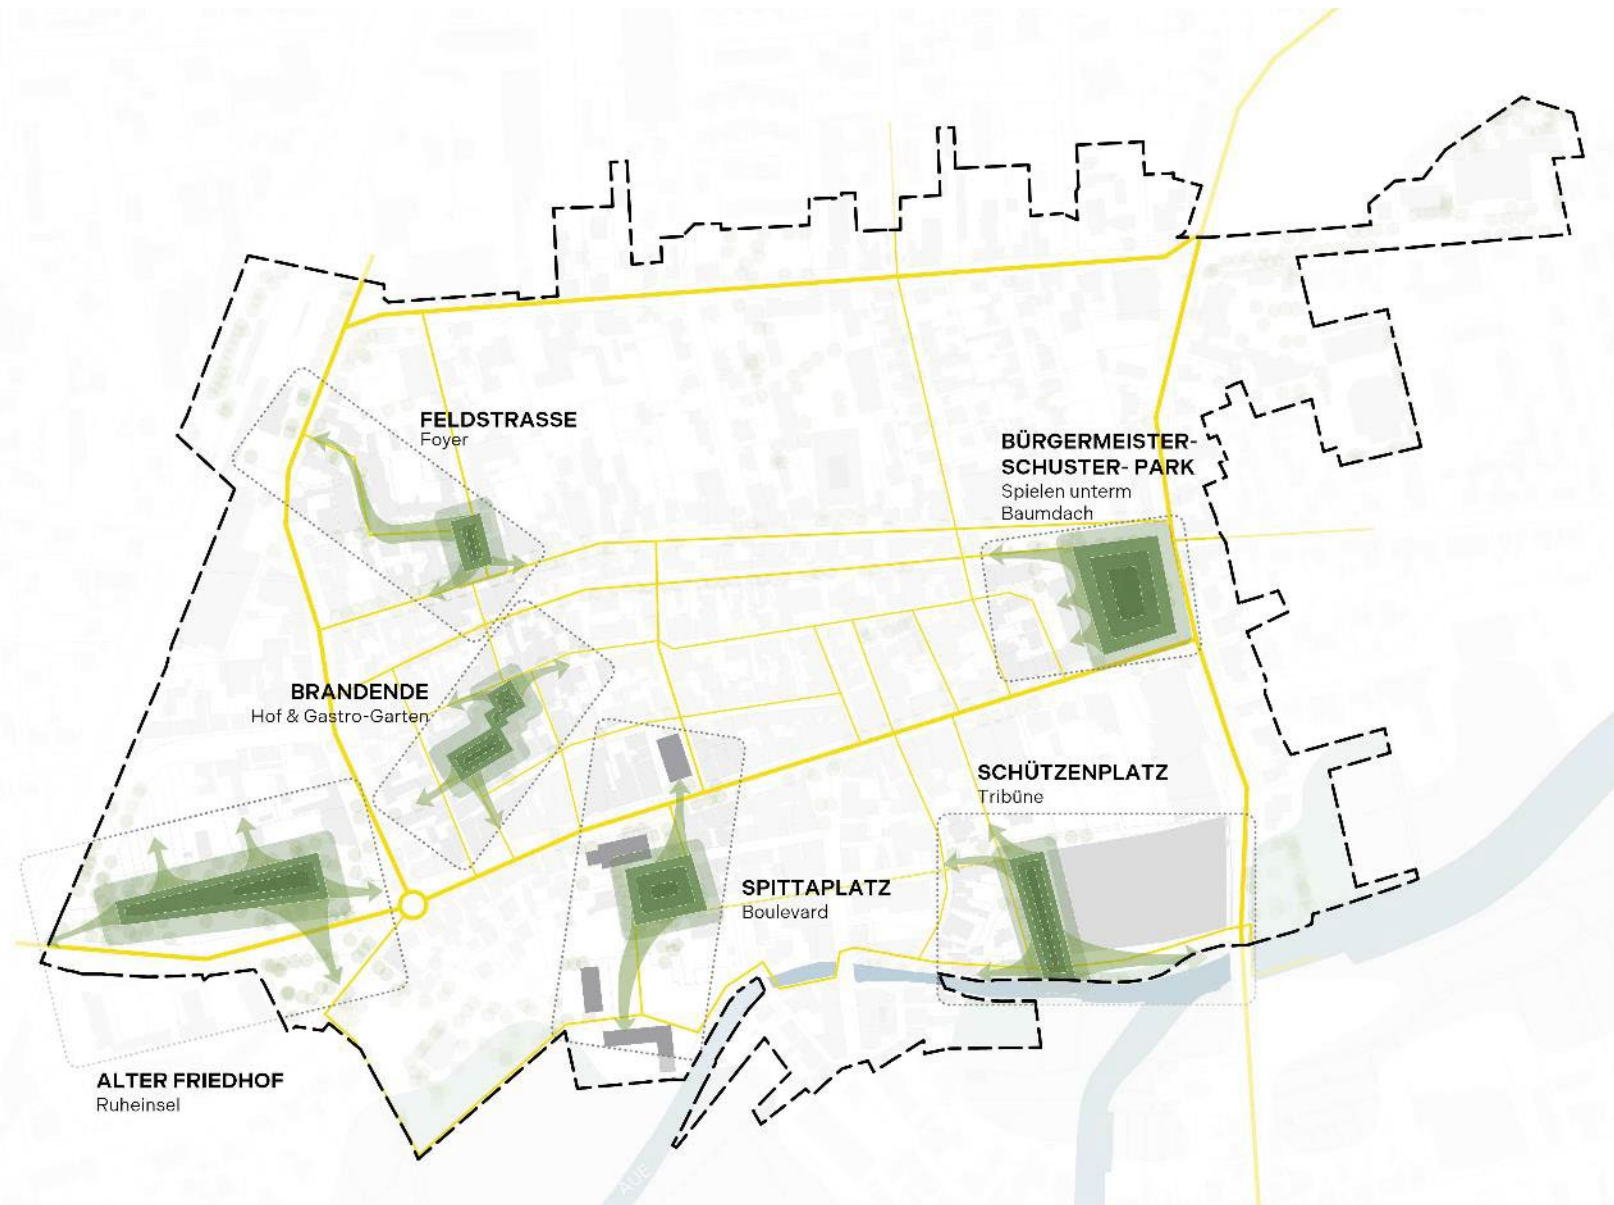 FELDSTRASSE
Foyer
BÜRGERMEISTER-
SCHUSTER- PARK
Spielen unterm
Baumdach
BRANDENDE
Hof & Gastro-Garten
SCHÜTZENPLATZ
Tribüne
SPITTAPLATZ
Boulevard
ALTER FRIEDHOF
Ruheinsel
AUE